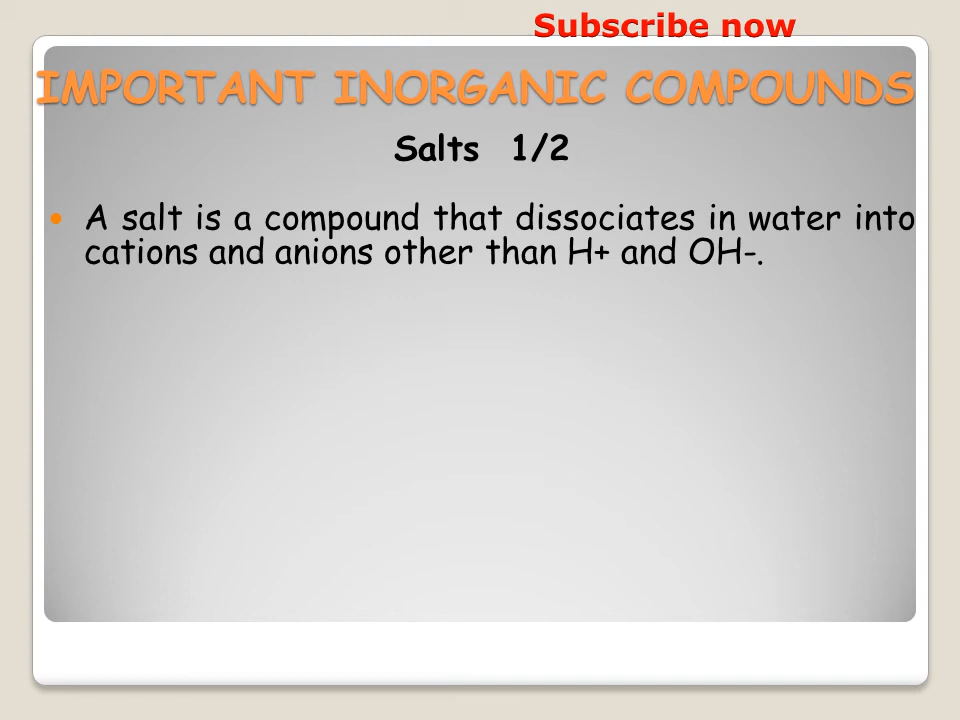 Subscribe now
IMPORTANT INORGANIC COMPOUNDS
Salts 1/2
A salt is a compound that dissociates in water into
cations and anions other than H+ and OH-.